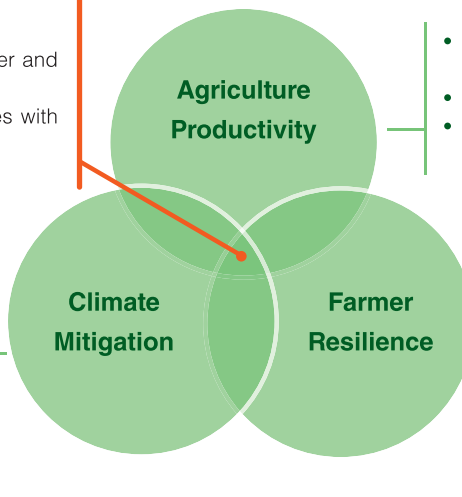 er and
es with
Agriculture
Productivity
Climate
Mitigation
Farmer
Resilience